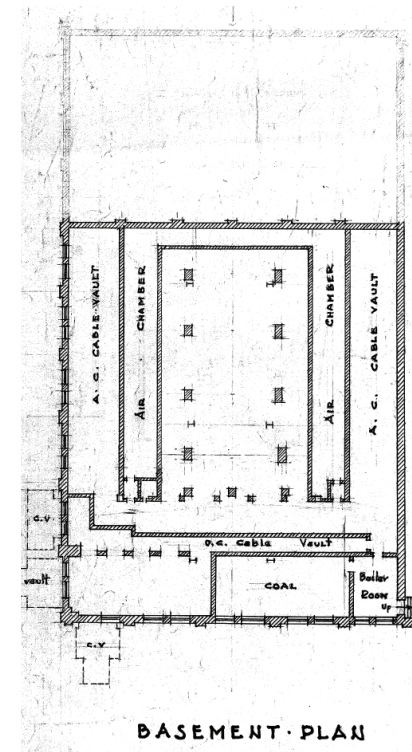 A. C. CABLE VAULT
AIR CHAMBER
AIR CHAMBER
A. C. CABLE VAULT
C.V
D.C. Cable Vault
vault
COAL
Boiler
ROOM
UP
C.V
BASEMENT · PLAN